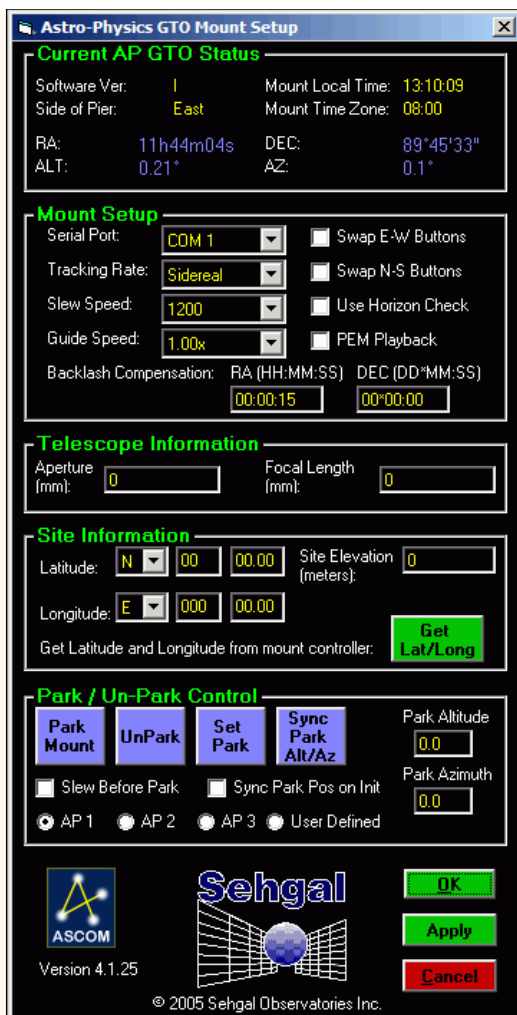 Astro-Physics GTO Mount Setup
Current AP GTO Status
Software Ver: I Mount Local Time: 13:10:09
Side of Pier: East Mount Time Zone: 08:00
RA: 11h44m04s DEC: 89°45'33"
ALT: 0.21° AZ: 0.1°
Mount Setup
Serial Port: COM 1 Swap E-W Buttons
Tracking Rate: Sidereal Swap N-S Buttons
Slew Speed: 1200 Use Horizon Check
Guide Speed: 1.00x PEM Playback
Backlash Compensation: RA (HH:MM:SS) DEC (DD*MM:SS)
00:00:15 00*00:00
Telescope Information
Aperture (mm): 0 Focal Length (mm): 0
Site Information
Latitude: N 00 00.00 Site Elevation (meters): 0
Longitude: E 000 00.00
Get Latitude and Longitude from mount controller: Get Lat/Long
Park / Un-Park Control
Park Mount UnPark Set Park Sync Park Alt/Az Park Altitude
0.0
Park Azimuth
0.0
Slew Before Park Sync Park Pos on Init
AP 1 AP 2 AP 3 User Defined
ASCOM Sehgal OK
Apply
Version 4.1.25 Cancel
© 2005 Sehgal Observatories Inc.